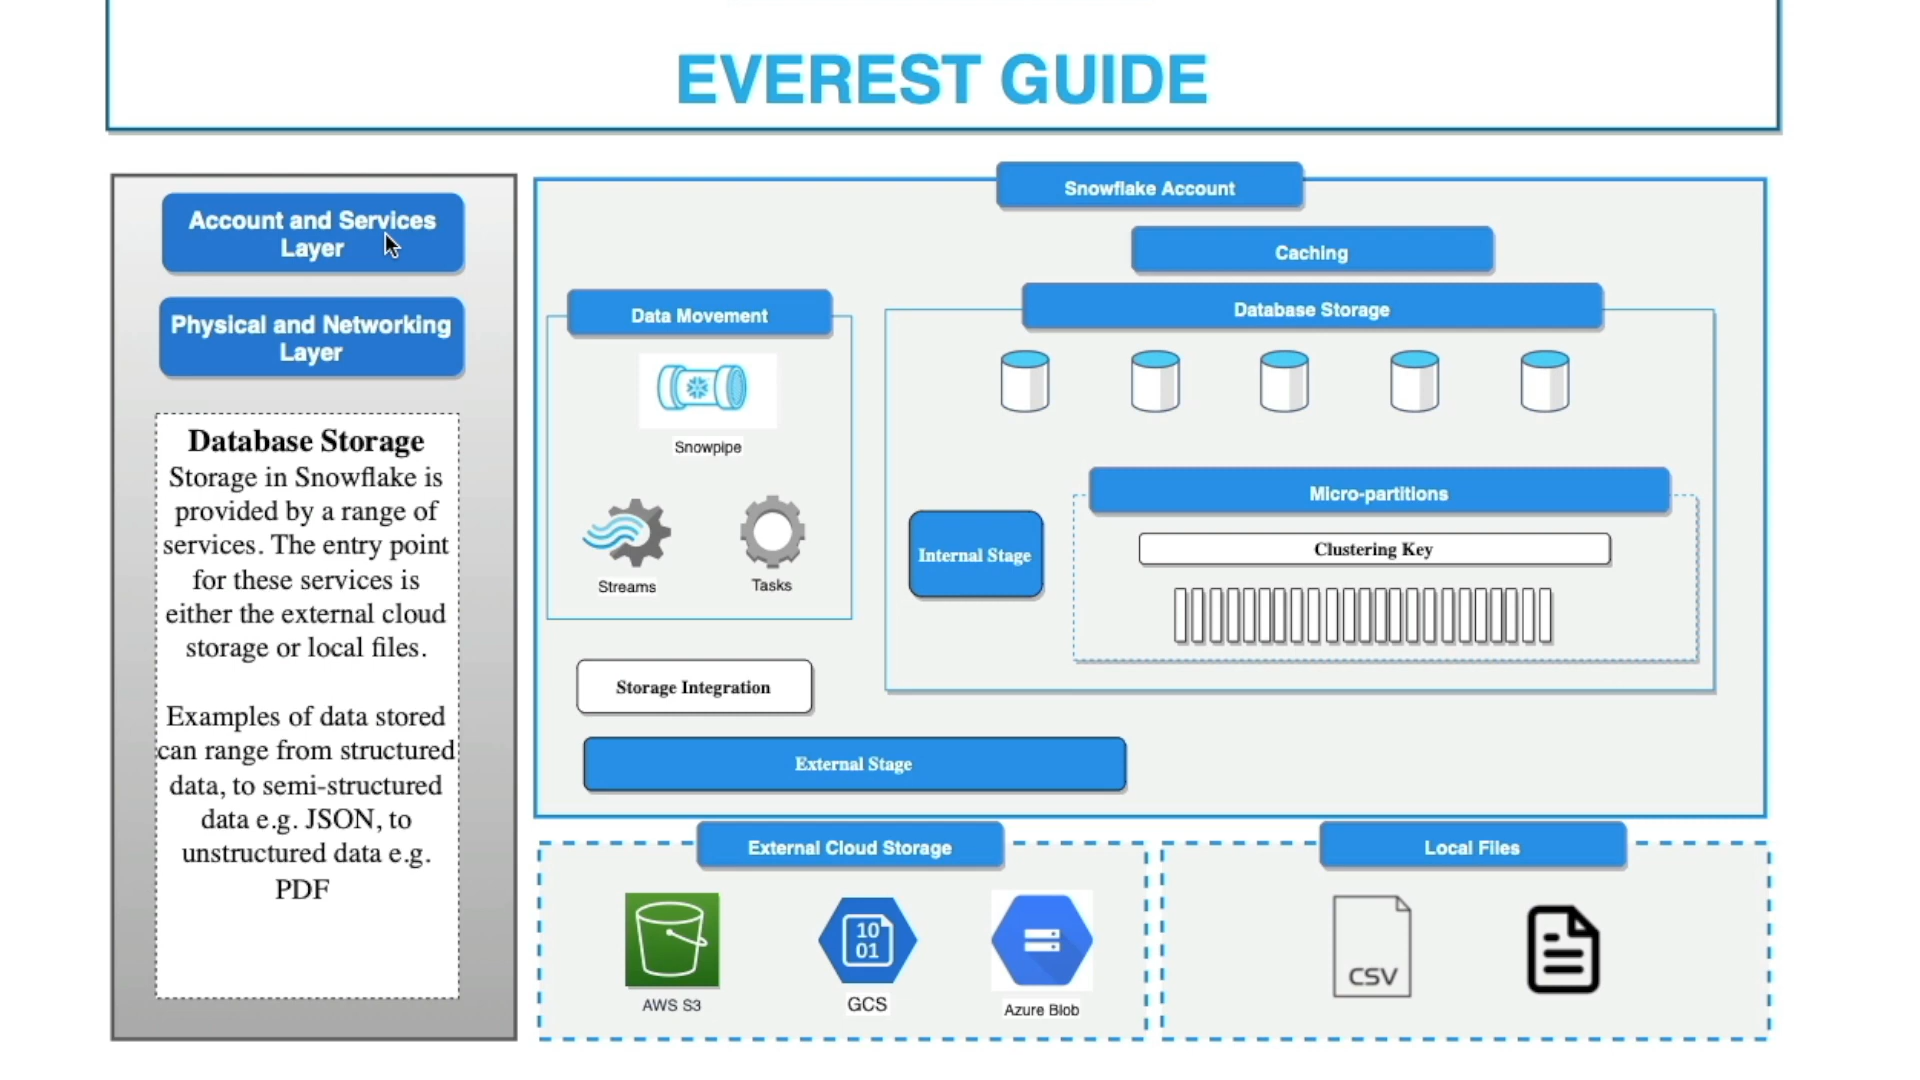 EVEREST GUIDE
Account and Services
Layer
Physical and Networking
Layer
Database Storage
Storage in Snowflake is
provided by a range of
services. The entry point
for these services is
either the external cloud
storage or local files.
Examples of data stored
can range from structured
data, to semi-structured
data e.g. JSON, to
unstructured data e.g.
PDF
Snowflake Account
Caching
Data Movement
Database Storage
Snowpipe
Streams
Tasks
Micro-partitions
Internal Stage
Clustering Key
Storage Integration
External Stage
External Cloud Storage
Local Files
10
01
CSV
AWS S3
GCS
Azure Blob